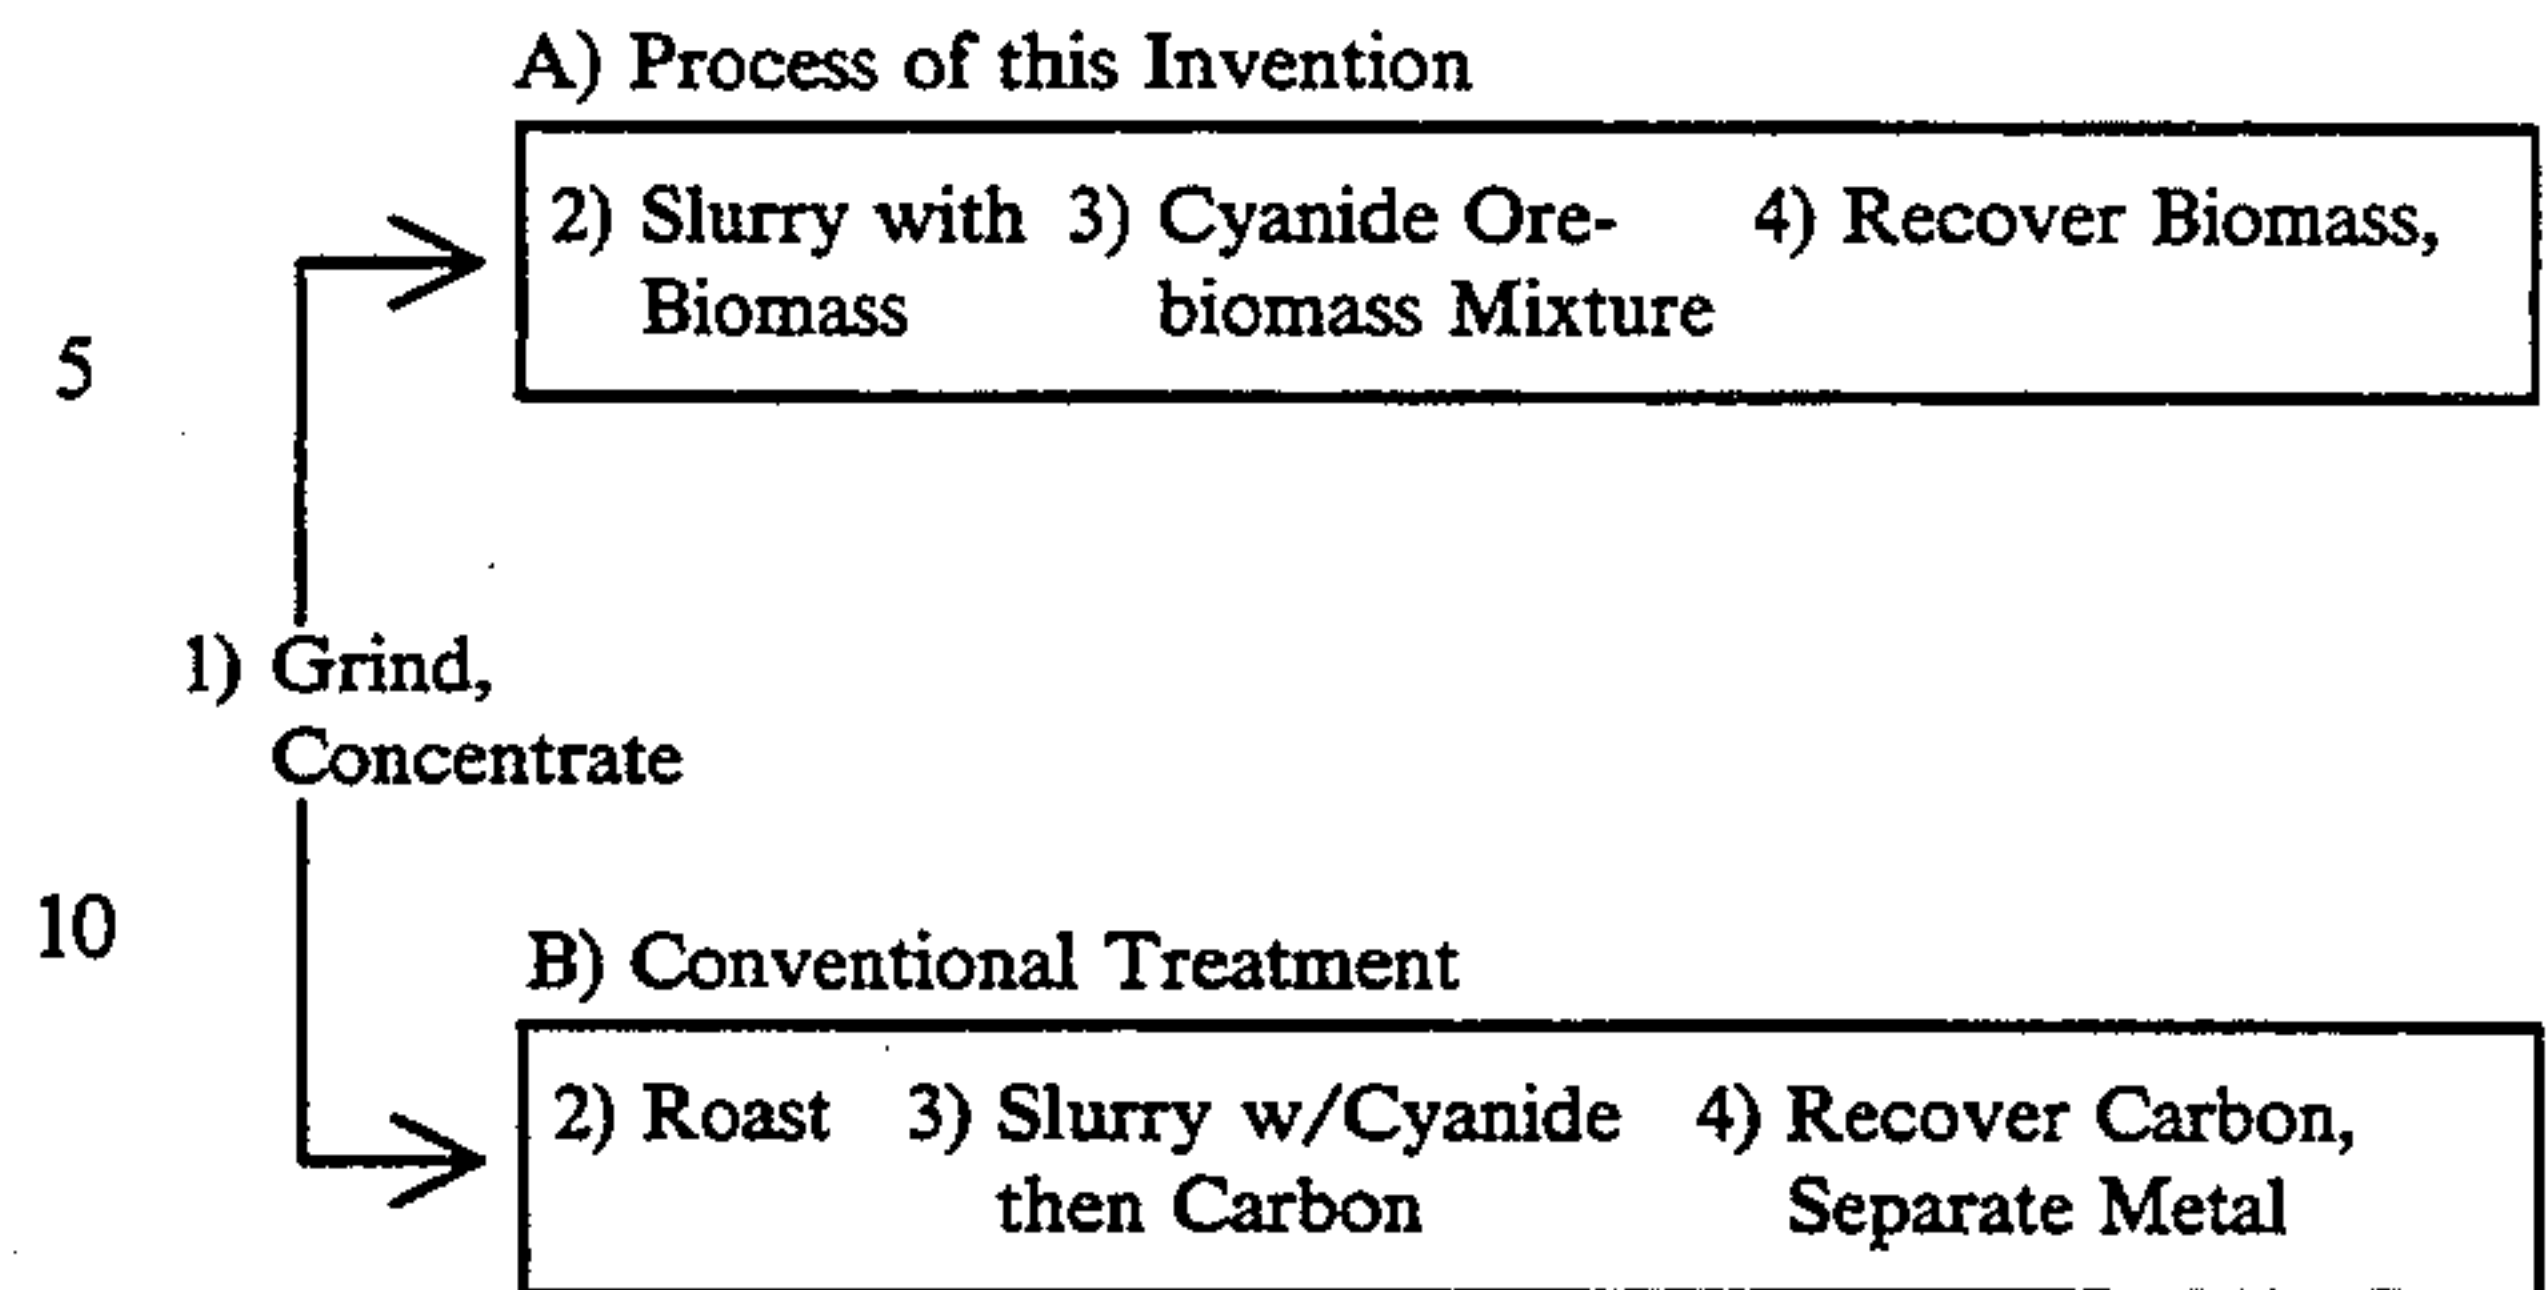 A) Process of this Invention
2) Slurry with 3) Cyanide Ore- 4) Recover Biomass,
Biomass biomass Mixture
5
1) Grind,
Concentrate
10
B) Conventional Treatment
2) Roast 3) Slurry w/Cyanide 4) Recover Carbon,
then Carbon Separate Metal